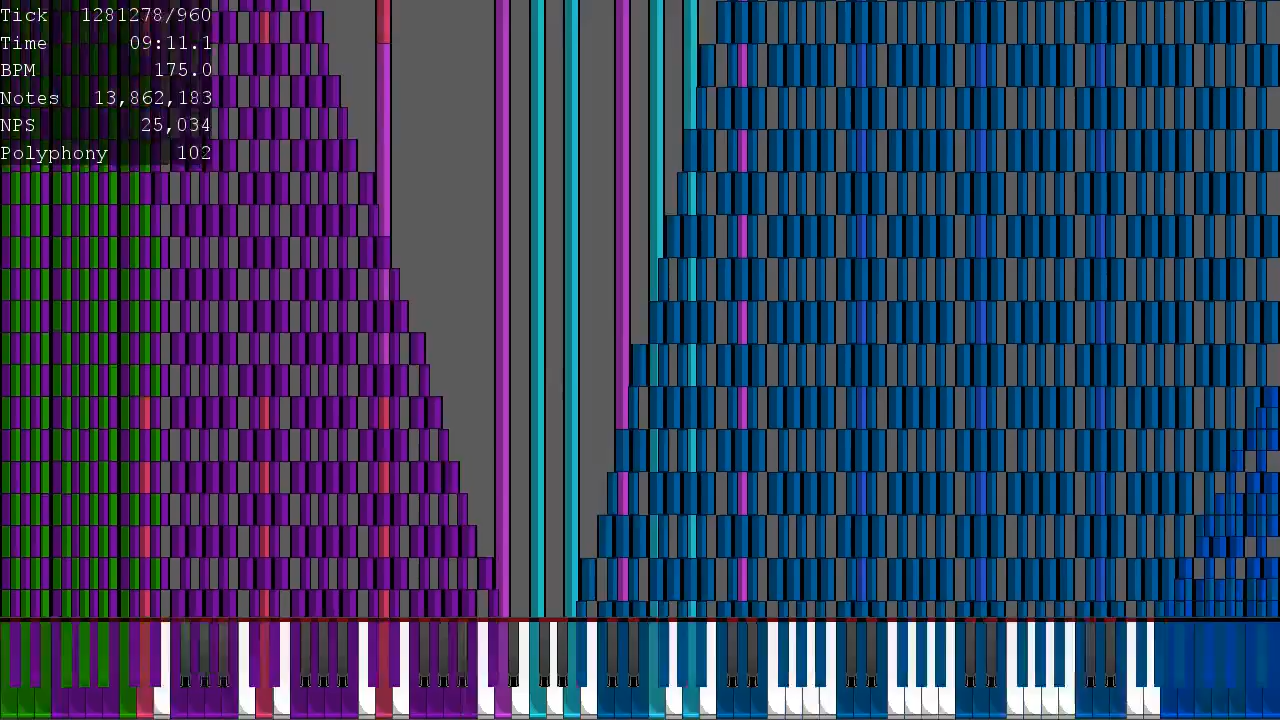 Tick 1281278/960
Time 09:11.1
BPM 175.0
Notes 13,862,183
NPS 25,034
Polyphony 102